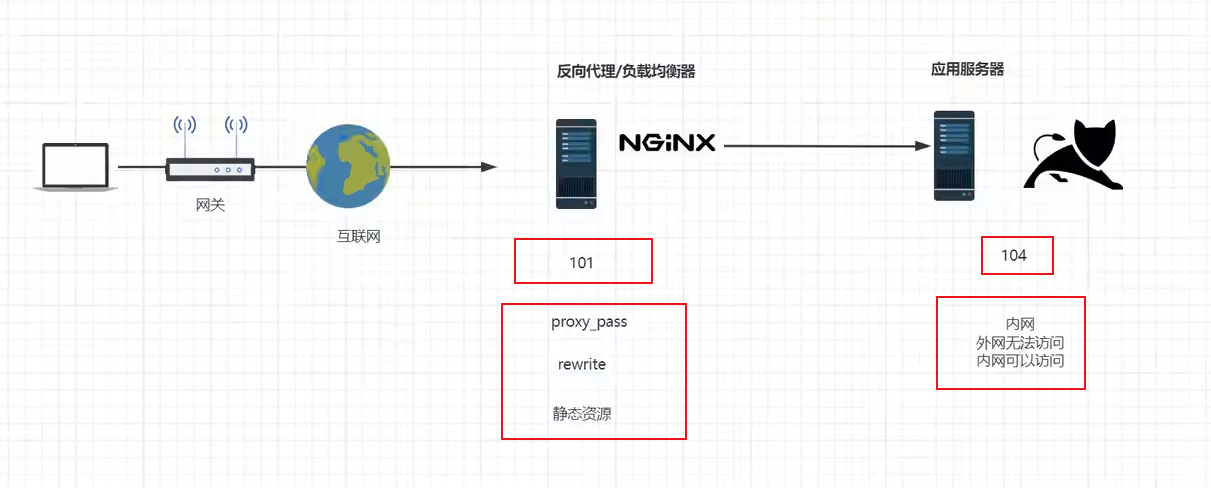 反向代理/负载均衡器
应用服务器
NGiNX
网关
互联网
101
104
proxy_pass
rewrite
静态资源
内网
外网无法访问
内网可以访问